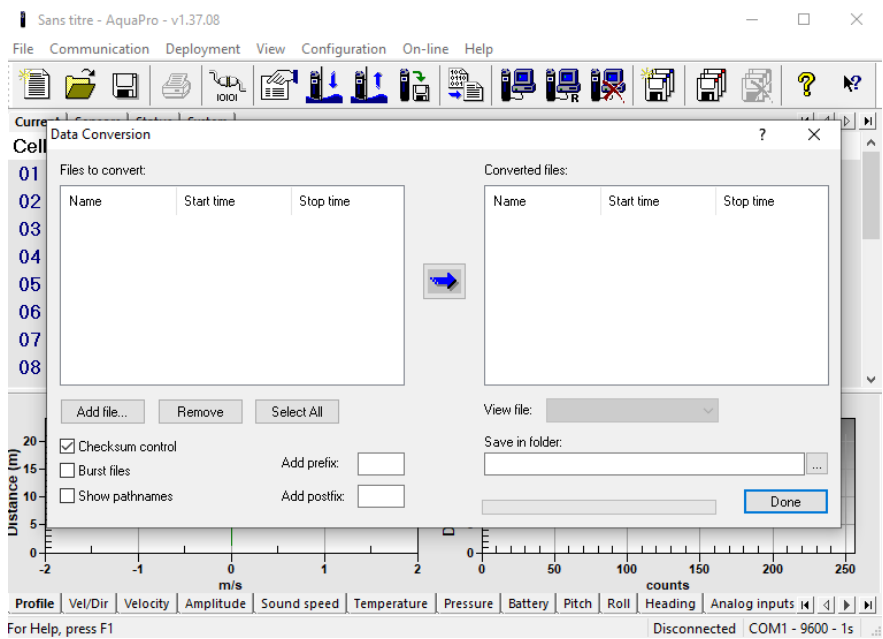 Sans titre - AquaPro - v1.37.08
File Communication Deployment View Configuration On-line Help
Data Conversion ? ×
Cell
01
02
03
04
05
06
07
08
Files to convert:
Name Start time Stop time
Converted files:
Name Start time Stop time
Add file... Remove Select All
View file:
Checksum control
Burst files
Show pathnames
Add prefix:
Add postfix:
Save in folder:
...
Done
Distance (m)
20
15
10
5
0
-2 -1 0 1 2
m/s
0
0 50 100 150 200 250
counts
Profile Vel/Dir Velocity Amplitude Sound speed Temperature Pressure Battery Pitch Roll Heading Analog inputs
For Help, press F1 Disconnected COM1 - 9600 - 1s